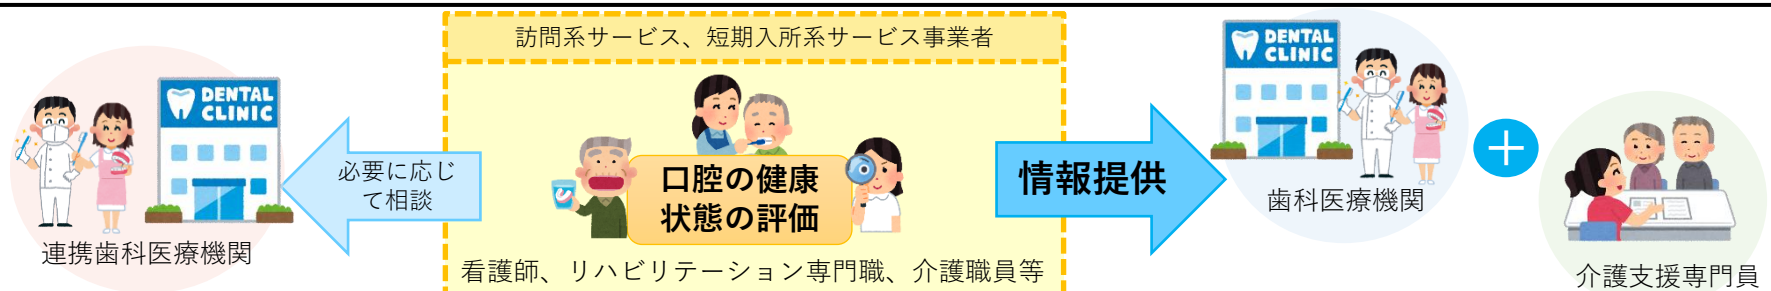 訪問系サービス、短期入所系サービス事業者
DENTAL
CLINIC
連携歯科医療機関
必要に応じ
て相談
口腔の健康
状態の評価
看護師、リハビリテーション専門職、介護職員等
情報提供
DENTAL
CLINIC
歯科医療機関
+
介護支援専門員